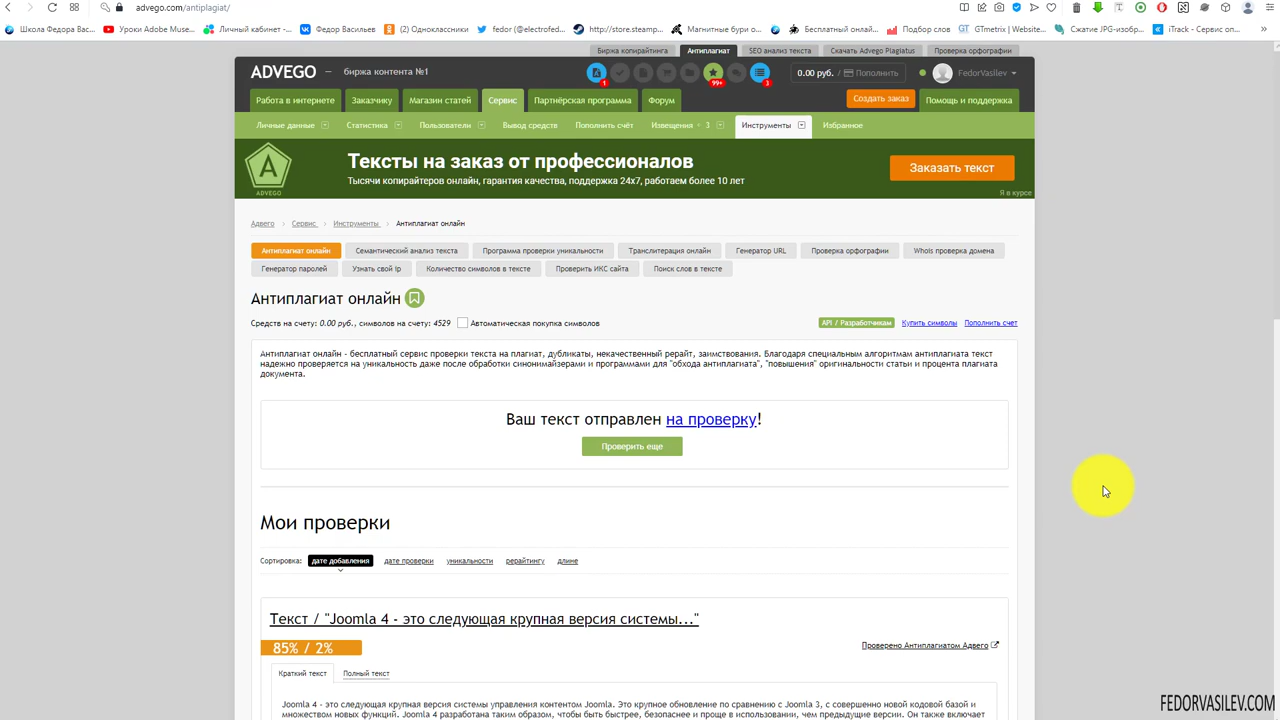 advego.com/antiplagiat/
Школа Федора Вас...
Уроки Adobe Muse...
Личный кабинет -...
Федор Васильев
(2) Одноклассники
fedor (@electrofed...
http://store.steamp...
Магнитные бури о...
Бесплатный онлай...
Подбор слов
GTmetrix | Website...
Сжатие JPG-изобр...
iTrack - Сервис оп...
Биржа копирайтинга
Антиплагиат
SEO анализ текста
Скачать Advego Plagiatus
Проверка орфографии
ADVEGO — биржа контента №1
1
99+
3
0.00 руб. / Пополнить
FedorVasilev
Работа в интернете
Заказчику
Магазин статей
Сервис
Партнёрская программа
Форум
Создать заказ
Помощи и поддержка
Личные данные
Статистика
Пользователи
Вывод средств
Пополнить счёт
Извещения · 3
Инструменты
Избранное
ADVEGO
Тексты на заказ от профессионалов
Тысячи копирайтеров онлайн, гарантия качества, поддержка 24x7, работаем более 10 лет
Заказать текст
Я в курсе
Адвего › Сервис › Инструменты › Антиплагиат онлайн
Антиплагиат онлайн
Семантический анализ текста
Программа проверки уникальности
Транслитерация онлайн
Генератор URL
Проверка орфографии
Whois проверка домена
Генератор паролей
Узнать свой ip
Количество символов в тексте
Проверить ИКС сайта
Поиск слов в тексте
Антиплагиат онлайн
Средств на счету: 0.00 руб., символов на счету: 4529
Автоматическая покупка символов
API / Разработчикам
Купить символы
Пополнить счет
Антиплагиат онлайн - бесплатный сервис проверки текста на плагиат, дубликаты, некачественный рерайт, заимствования. Благодаря специальным алгоритмам антиплагиата текст
надежно проверяется на уникальность даже после обработки синонимайзерами и программами для "обхода антиплагиата", "повышения" оригинальности статьи и процента плагиата
документа.
Ваш текст отправлен на проверку!
Проверить еще
Мои проверки
Сортировка:
дате добавления
дате проверки
уникальности
рерайтингу
длине
Текст / "Joomla 4 - это следующая крупная версия системы..."
85% / 2%
Проверено Антиплагиатом Адвего
Краткий текст
Полный текст
Joomla 4 - это следующая крупная версия системы управления контентом Joomla. Это крупное обновление по сравнению с Joomla 3, с совершенно новой кодовой базой и
множеством новых функций. Joomla 4 разработана таким образом, чтобы быть быстрее, безопаснее и проще в использовании, чем предыдущие версии. Он также включает
FEDORVASILEV.COM